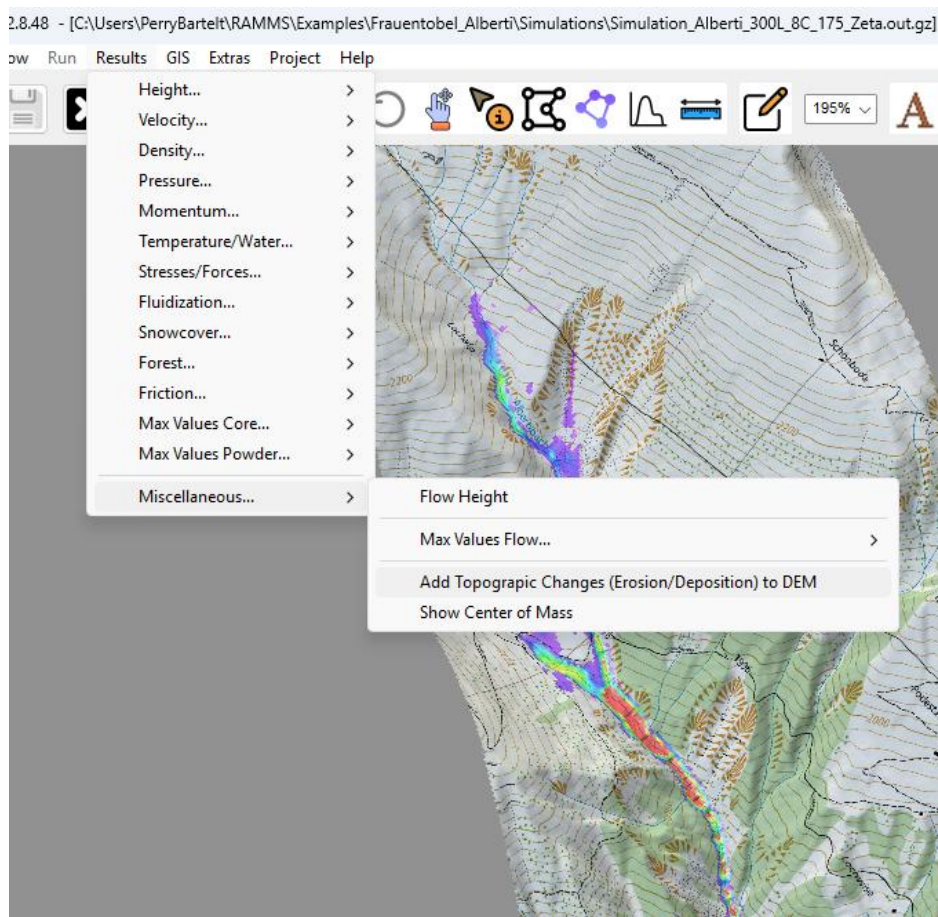 2.8.48 - [C:\Users\PerryBartelt\RAMMS\Examples\Frauentobel_Alberti\Simulations\Simulation_Alberti_300L_8C_175_Zeta.out.gz]
ow Run Results GIS Extras Project Help
195%
A
Height...
Velocity...
Density...
Pressure...
Momentum...
Temperature/Water...
Stresses/Forces...
Fluidization...
Snowcover...
Forest...
Friction...
Max Values Core...
Max Values Powder...
Miscellaneous...
Flow Height
Max Values Flow...
Add Topograpic Changes (Erosion/Deposition) to DEM
Show Center of Mass
2200
2000